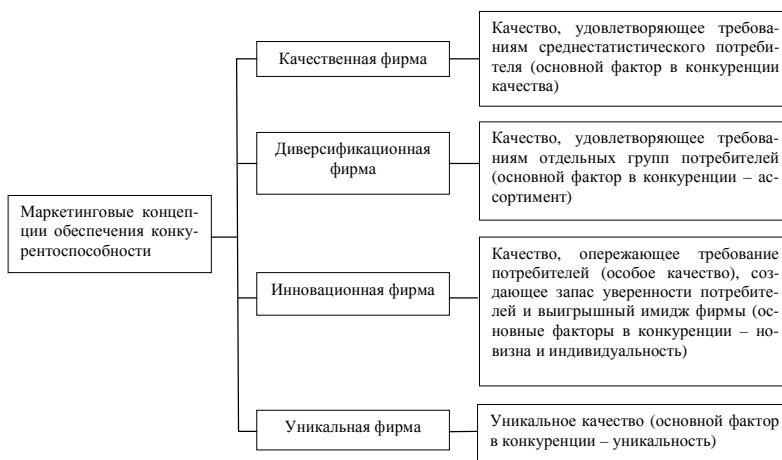 Маркетинговые концеп-
ции обеспечения конку-
рентоспособности
Качественная фирма
Качество, удовлетворяющее требова-
ниям среднестатистического потреби-
теля (основной фактор в конкуренции
качества)
Диверсификационная
фирма
Качество, удовлетворяющее требова-
ниям отдельных групп потребителей
(основной фактор в конкуренции – ас-
сортимент)
Инновационная фирма
Качество, опережающее требование
потребителей (особое качество), соз-
дающее запас уверенности потребите-
лей и выигрышный имидж фирмы (ос-
новные факторы в конкуренции – но-
визна и индивидуальность)
Уникальная фирма
Уникальное качество (основной фактор
в конкуренции – уникальность)